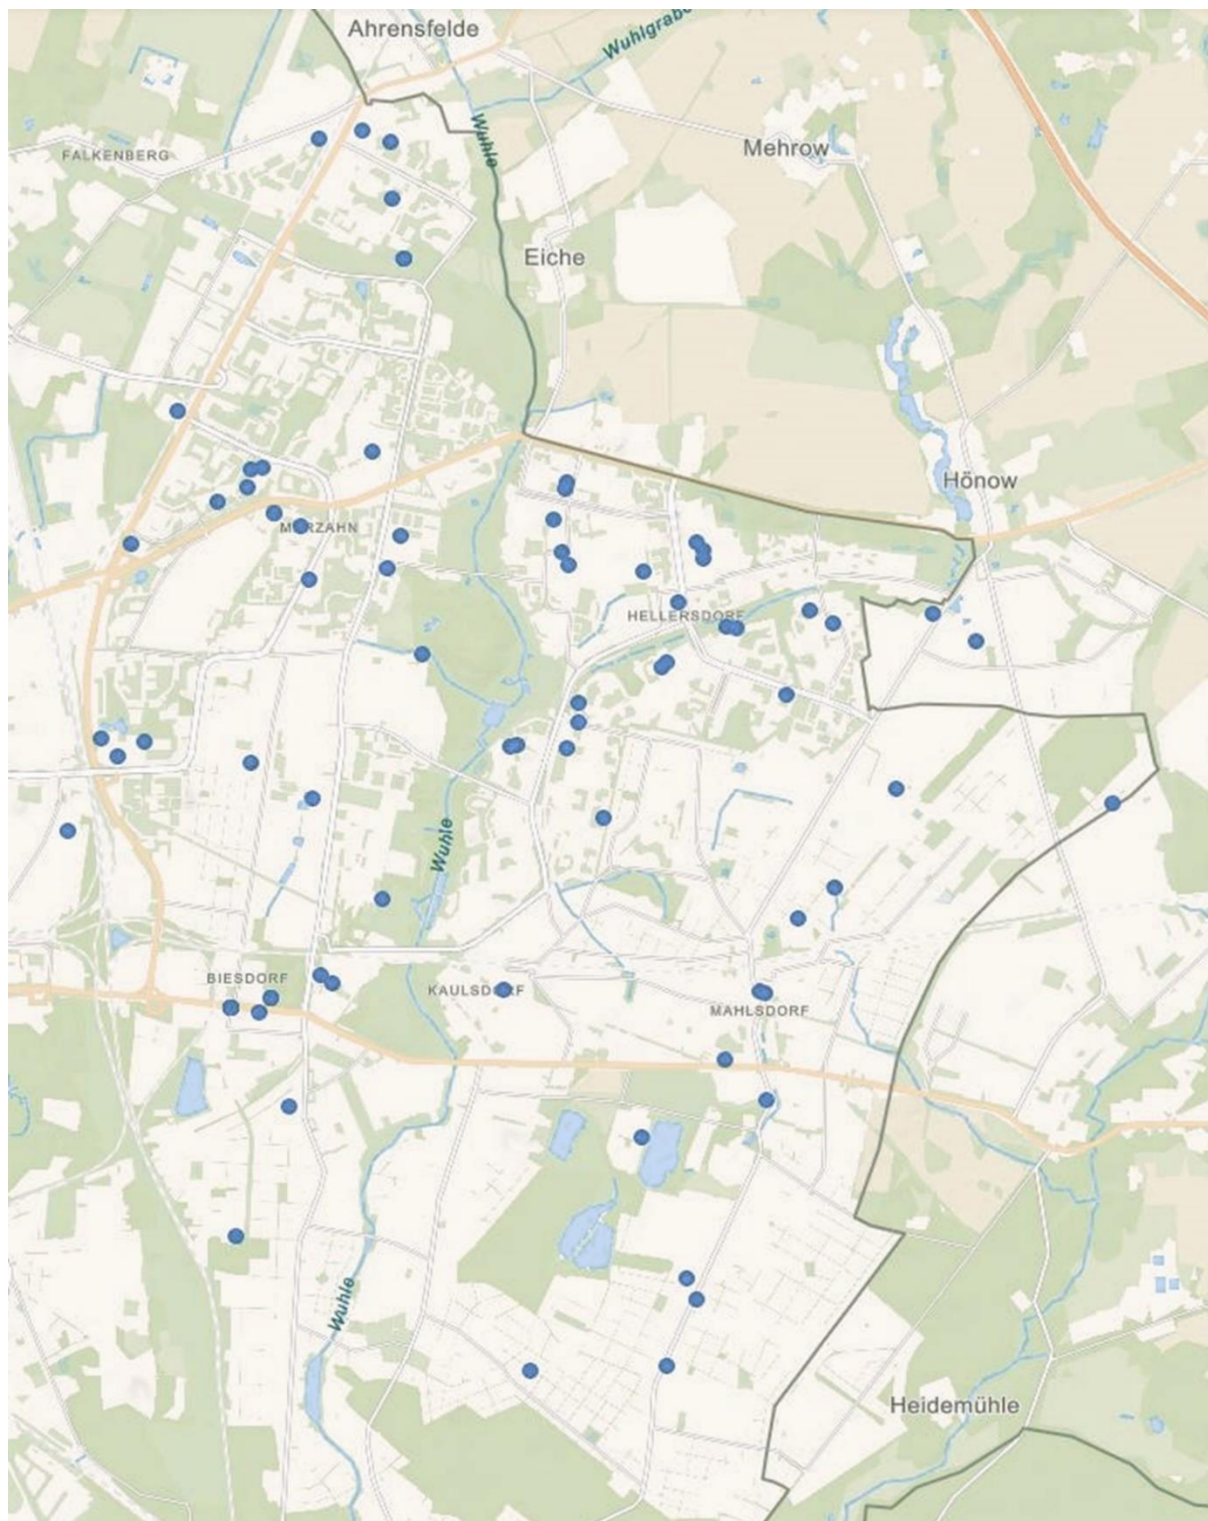 Ahrensfelde
Wuhlgrabe
Wuhle
Mehrow
FALKENBERG
Eiche
Hönow
MARZAHN
HELLERSDORF
Wuhle
BIESDORF
KAULSDORF
MAHLSDORF
Wuhle
Heidemühle